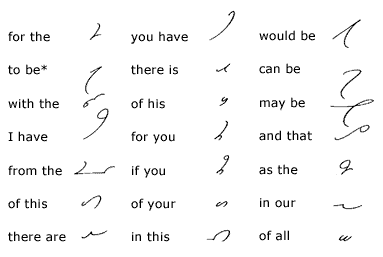 for the you have would be
to be* there is can be
with the of his may be
I have for you and that
from the if you as the
of this of your in our
there are in this of all